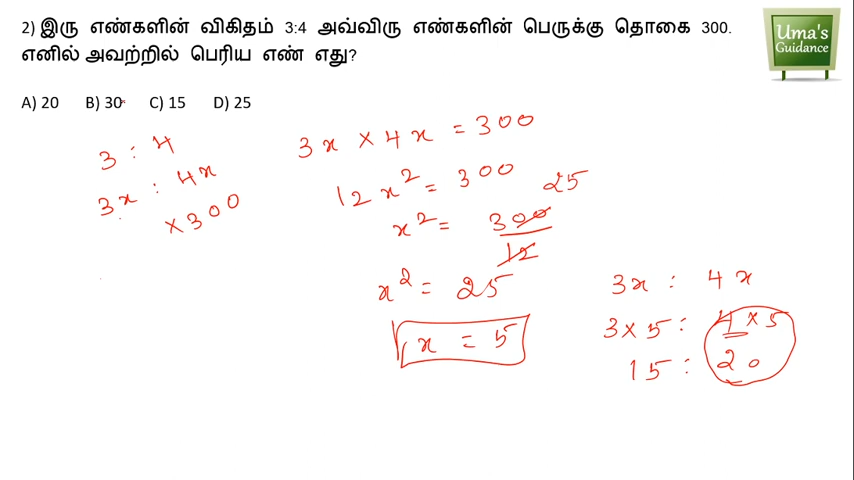 2) இரு எண்களின் விகிதம் 3:4 அவ்விரு எண்களின் பெருக்கு தொகை 300.
எனில் அவற்றில் பெரிய எண் எது?
Uma's
Guidance
A) 20 B) 30 C) 15 D) 25
3 : 4
3x : 4x
× 300
3x × 4x = 300
12x² = 300
x² = 300/12 25
x² = 25
x = 5
3x : 4x
3×5 : 4×5
15 : 20